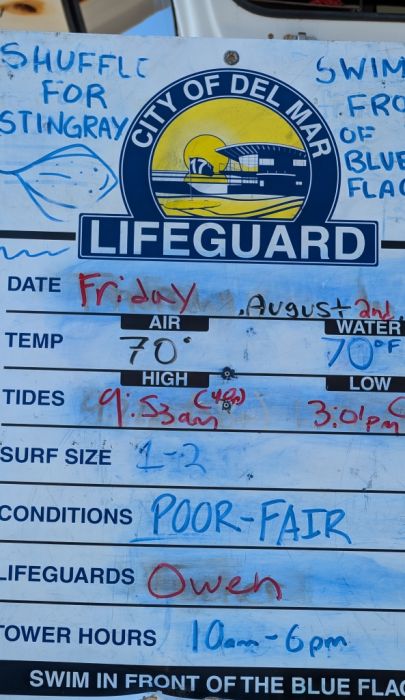 SHUFFLE
FOR
STINGRAY
SWIM
FRO
OF
BLUE
FLAG
CITY OF DEL MAR
LIFEGUARD
DATE Friday , August 2nd,
AIR WATER
TEMP 70° 70°F
HIGH LOW
TIDES 9:53am 3:01pm
SURF SIZE 1-2
CONDITIONS POOR-FAIR
LIFEGUARDS Owen
TOWER HOURS 10am-6pm
SWIM IN FRONT OF THE BLUE FLAG